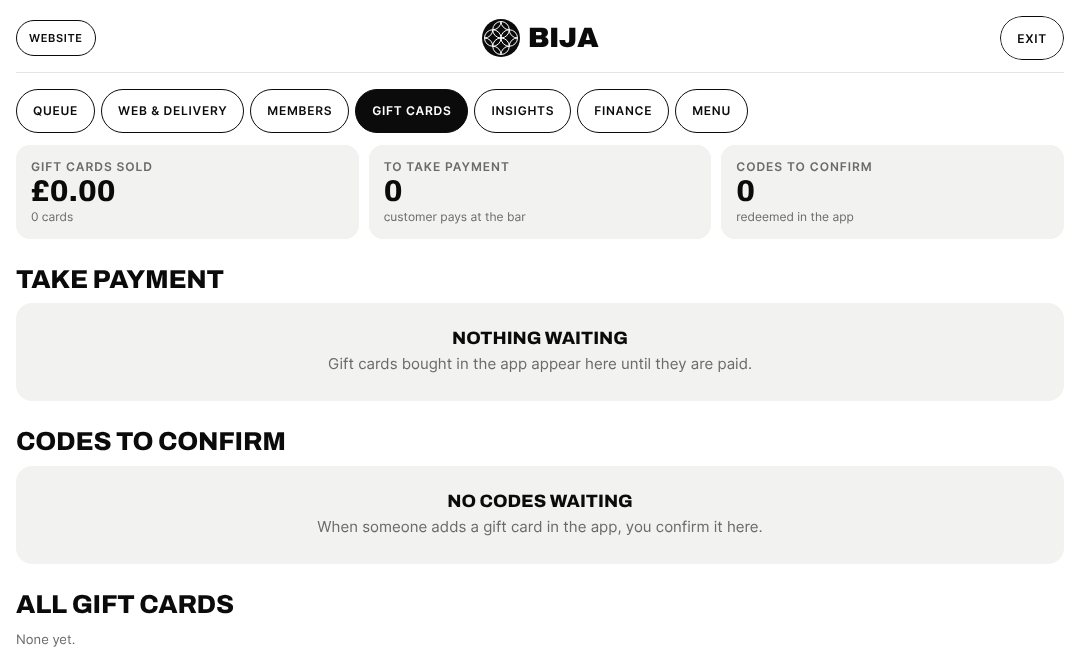 WEBSITE
BIJA
EXIT
QUEUE
WEB & DELIVERY
MEMBERS
GIFT CARDS
INSIGHTS
FINANCE
MENU
GIFT CARDS SOLD
£0.00
0 cards
TO TAKE PAYMENT
0
customer pays at the bar
CODES TO CONFIRM
0
redeemed in the app
TAKE PAYMENT
NOTHING WAITING
Gift cards bought in the app appear here until they are paid.
CODES TO CONFIRM
NO CODES WAITING
When someone adds a gift card in the app, you confirm it here.
ALL GIFT CARDS
None yet.